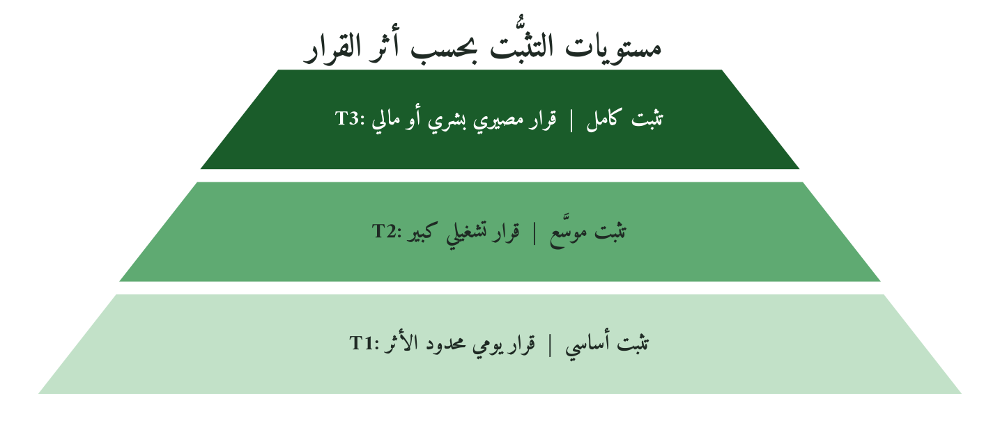 مستويات التثبُّت بحسب أثر القرار
T3: تثبت كامل | قرار مصيري بشري أو مالي
T2: تثبت موسَّع | قرار تشغيلي كبير
T1: تثبت أساسي | قرار يومي محدود الأثر